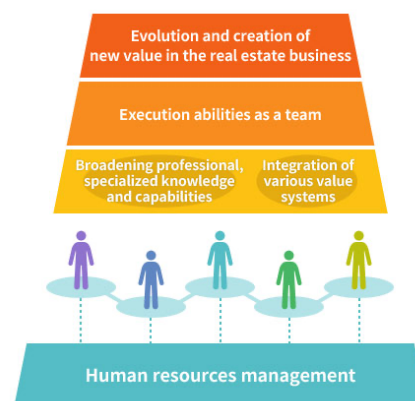 Evolution and creation of
new value in the real estate business
Execution abilities as a team
Broadening professional,
specialized knowledge
and capabilities
Integration of
various value
systems
Human resources management